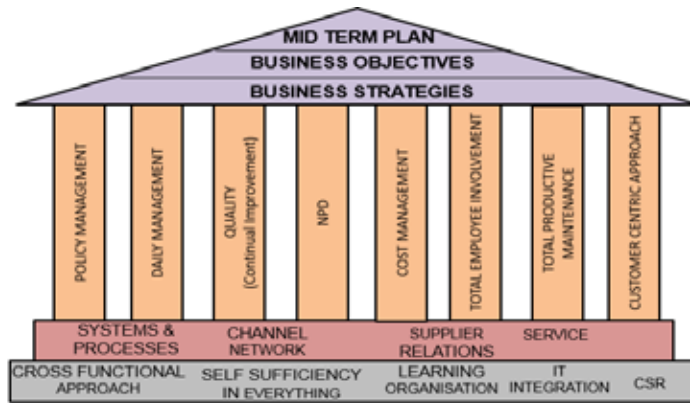 MID TERM PLAN
BUSINESS OBJECTIVES
BUSINESS STRATEGIES
POLICY MANAGEMENT
DAILY MANAGEMENT
QUALITY
(Continual Improvement)
NPD
COST MANAGEMENT
TOTAL EMPLOYEE INVOLVEMENT
TOTAL PRODUCTIVE
MAINTENANCE
CUSTOMER CENTRIC APPROACH
SYSTEMS &
PROCESSES
CHANNEL
NETWORK
SUPPLIER
RELATIONS
SERVICE
CROSS FUNCTIONAL
APPROACH
SELF SUFFICIENCY
IN EVERYTHING
LEARNING
ORGANISATION
IT
INTEGRATION
CSR